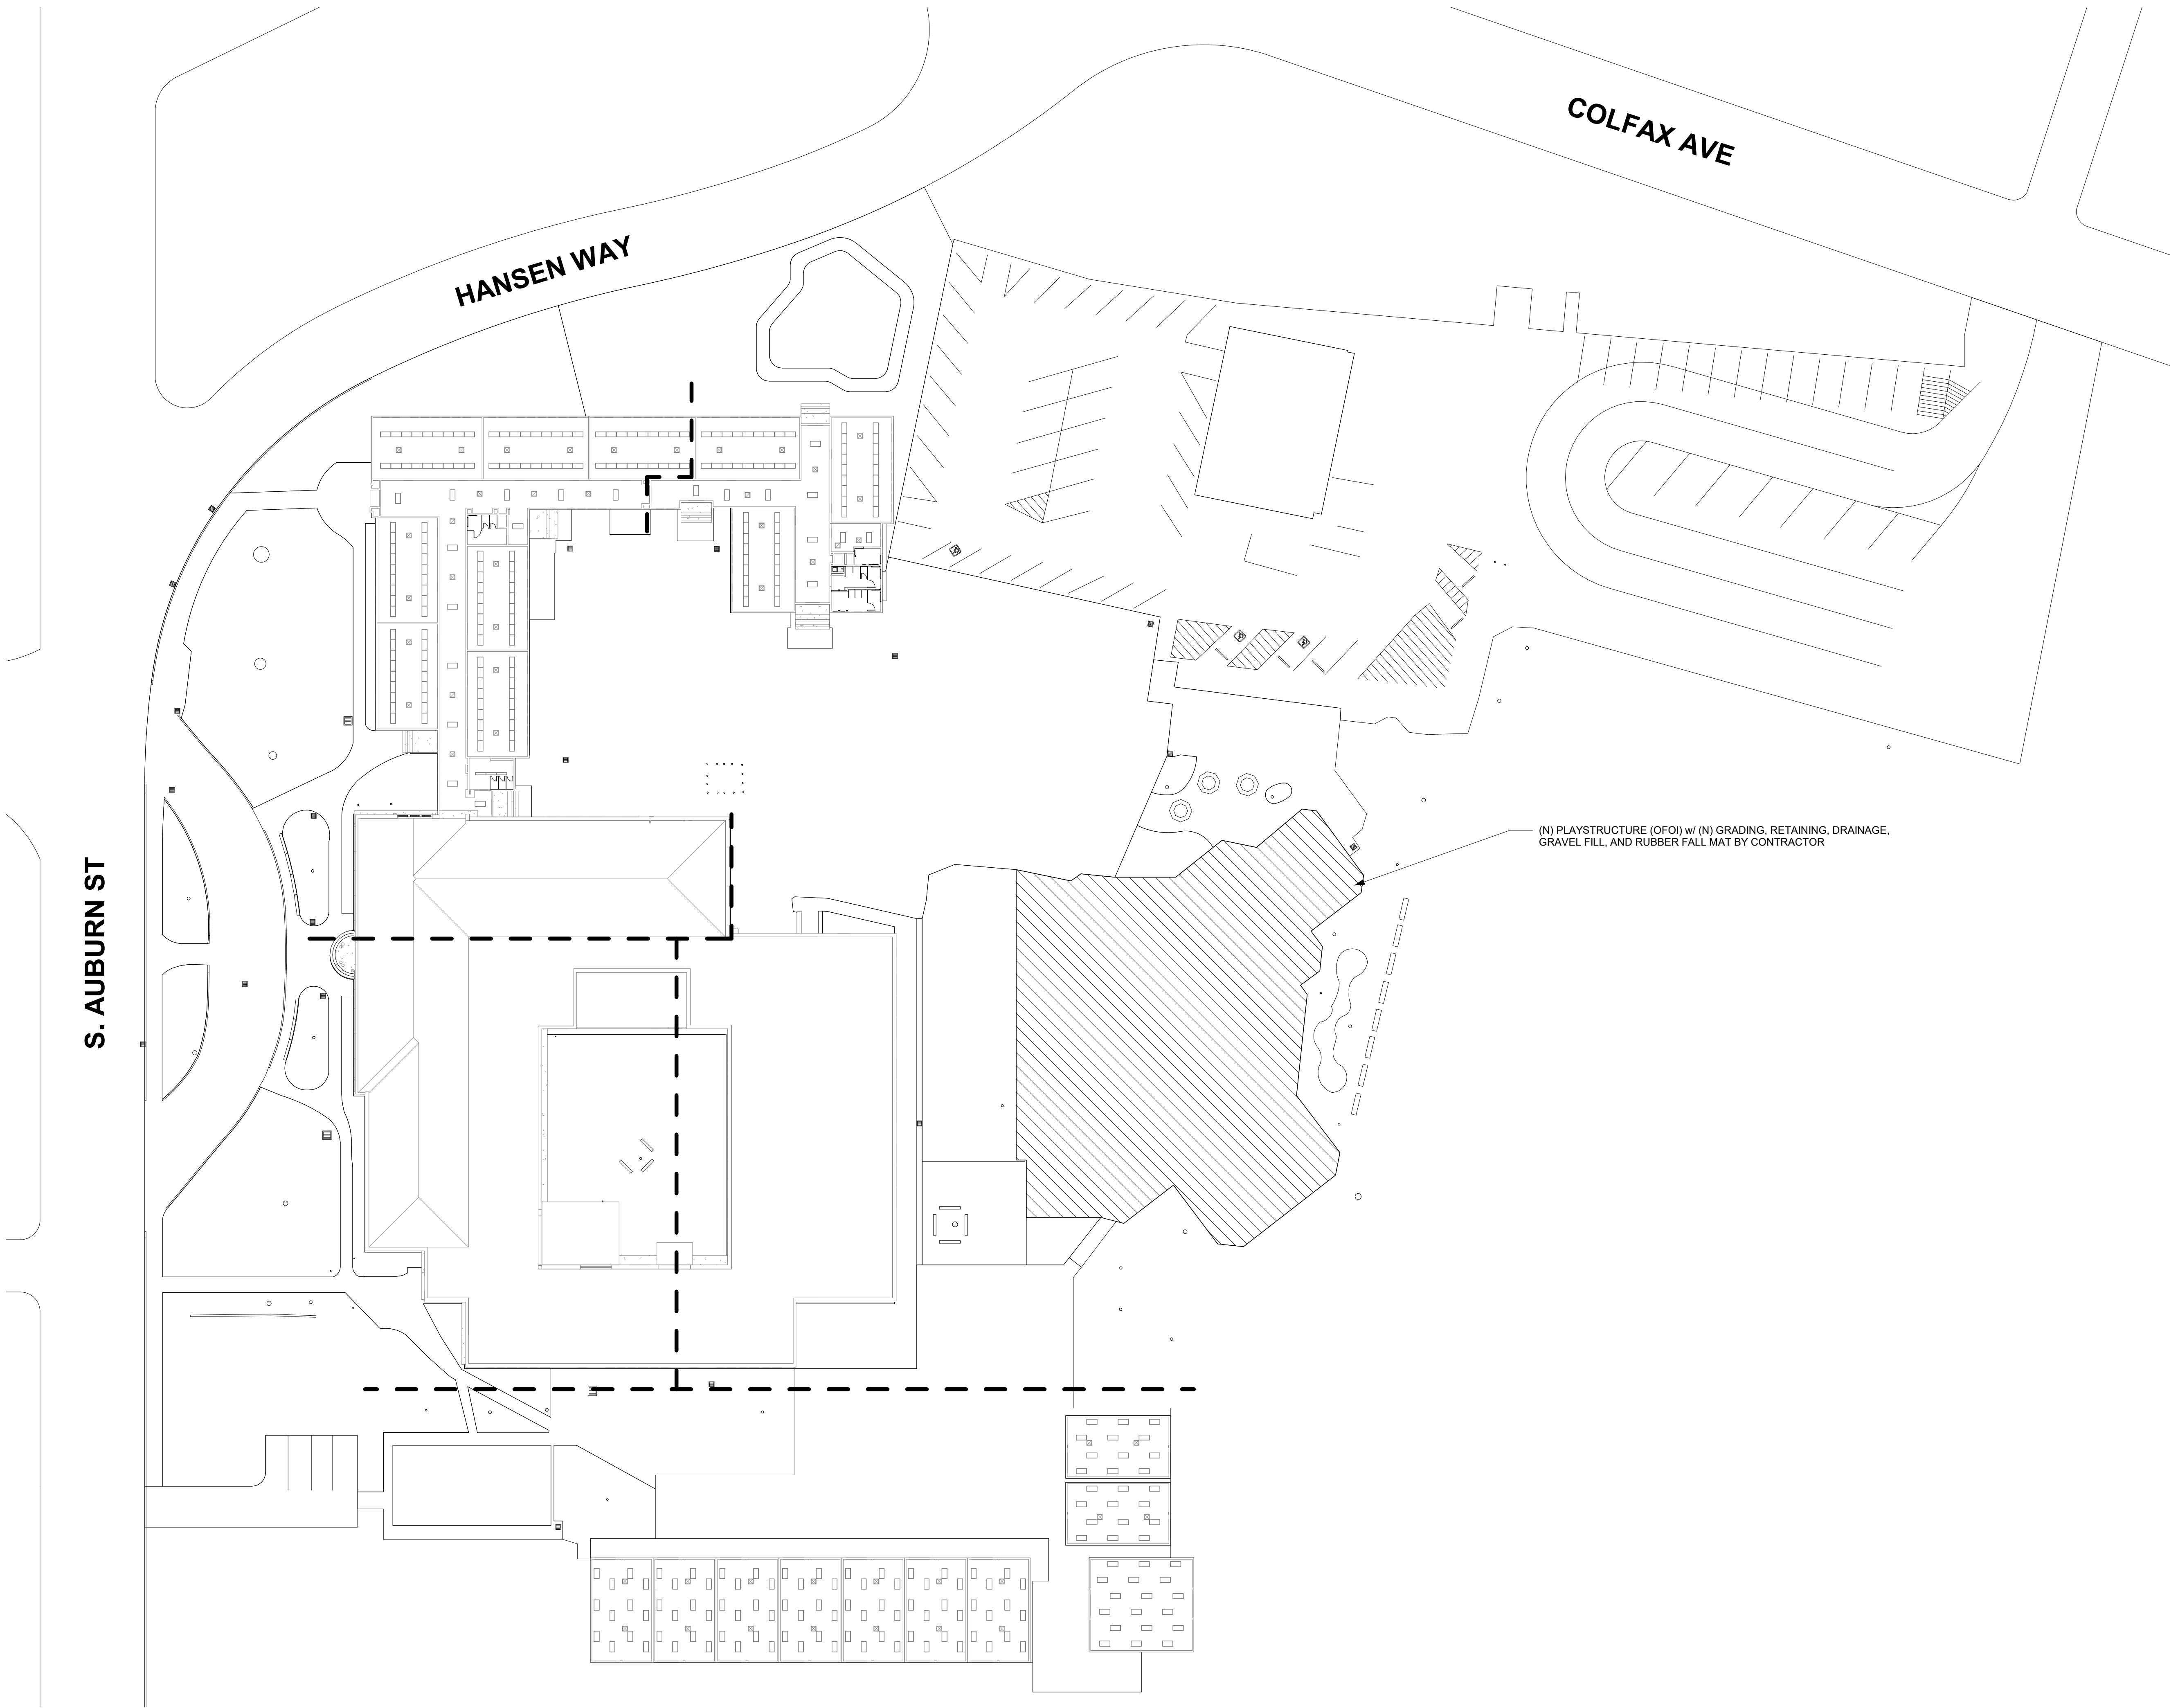 COLFAX AVE
HANSEN WAY
(N) PLAYSTRUCTURE (OFOI) w/ (N) GRADING, RETAINING, DRAINAGE,
GRAVEL FILL, AND RUBBER FALL MAT BY CONTRACTOR
S. AUBURN ST